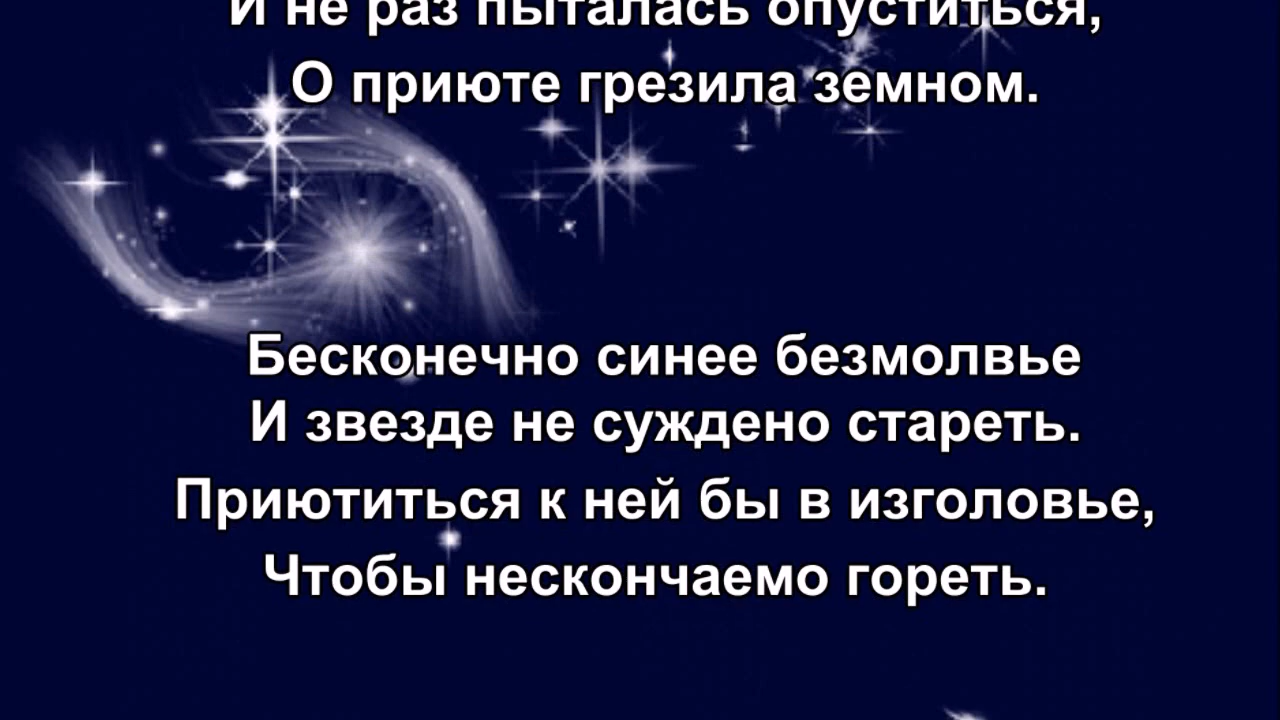 И не раз пыталась опуститься,
О приюте грезила земном.
Бесконечно синее безмолвье
И звезде не суждено стареть.
Приютиться к ней бы в изголовье,
Чтобы нескончаемо гореть.